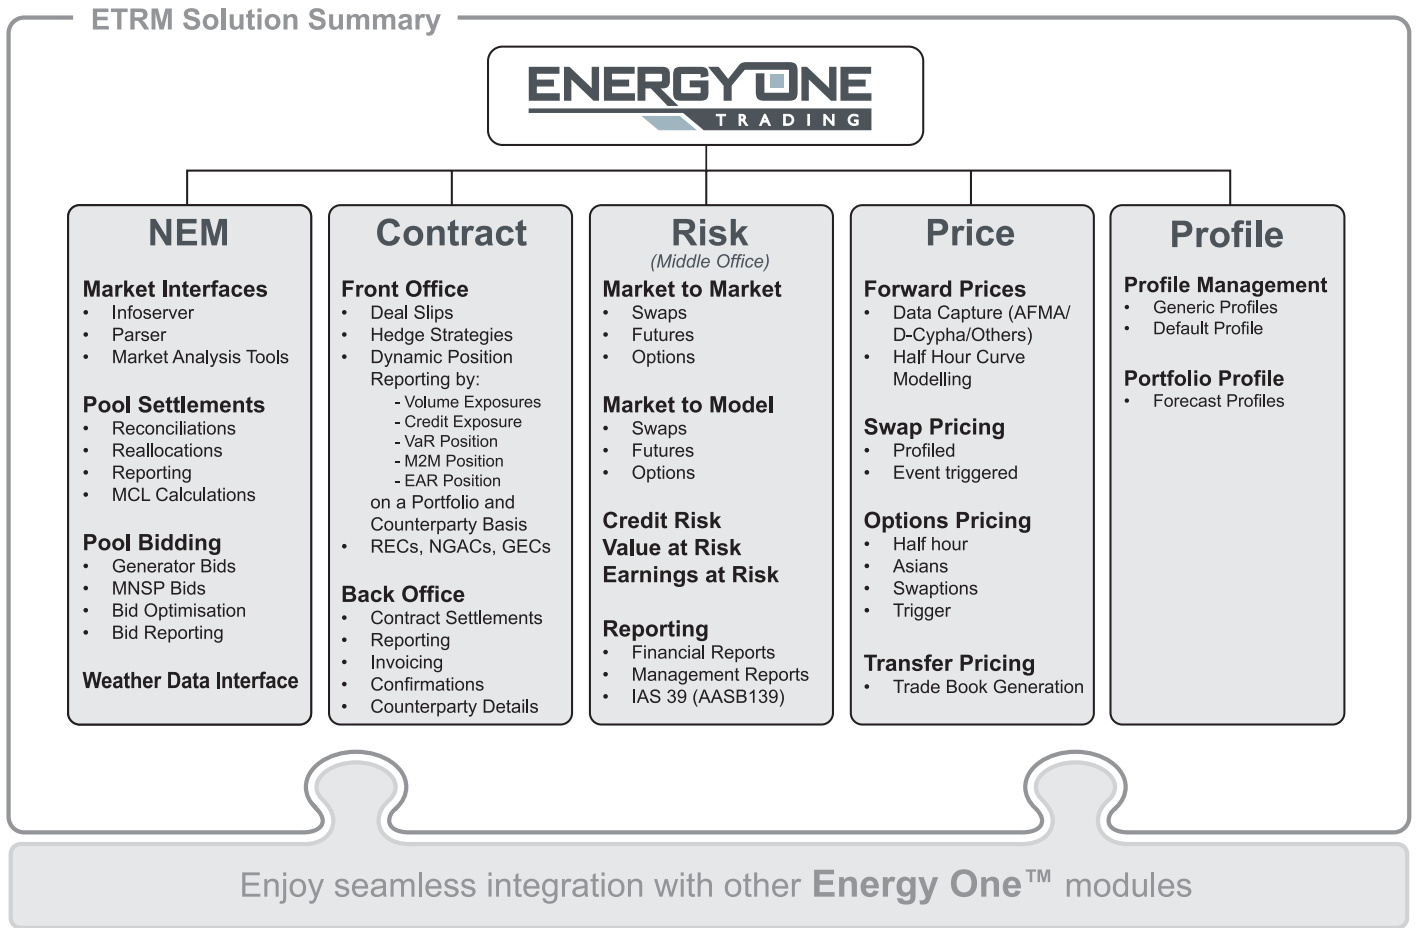 ETRM Solution Summary
ENERGY ONE
TRADING
NEM
Market Interfaces
• Infoserver
• Parser
• Market Analysis Tools
Pool Settlements
• Reconciliations
• Reallocations
• Reporting
• MCL Calculations
Pool Bidding
• Generator Bids
• MNSP Bids
• Bid Optimisation
• Bid Reporting
Weather Data Interface
Contract
Front Office
• Deal Slips
• Hedge Strategies
• Dynamic Position
Reporting by:
- Volume Exposures
- Credit Exposure
- VaR Position
- M2M Position
- EAR Position
on a Portfolio and
Counterparty Basis
• RECs, NGACs, GECs
Back Office
• Contract Settlements
• Reporting
• Invoicing
• Confirmations
• Counterparty Details
Risk
(Middle Office)
Market to Market
• Swaps
• Futures
• Options
Market to Model
• Swaps
• Futures
• Options
Credit Risk
Value at Risk
Earnings at Risk
Reporting
• Financial Reports
• Management Reports
• IAS 39 (AASB139)
Price
Forward Prices
• Data Capture (AFMA/
D-Cypha/Others)
• Half Hour Curve
Modelling
Swap Pricing
• Profiled
• Event triggered
Options Pricing
• Half hour
• Asians
• Swaptions
• Trigger
Transfer Pricing
• Trade Book Generation
Profile
Profile Management
• Generic Profiles
• Default Profile
Portfolio Profile
• Forecast Profiles
Enjoy seamless integration with other Energy One™ modules